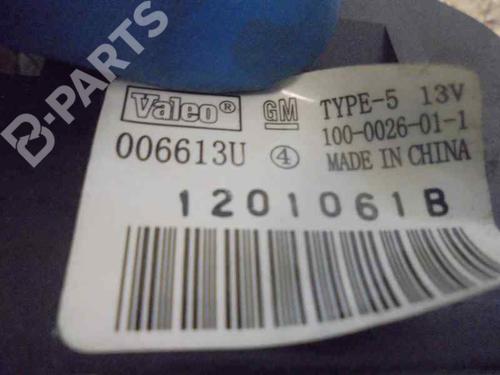 B-PARTS
Valeo®
GM
TYPE-5 13V
006613U ④
100-0026-01-1
MADE IN CHINA
1201061B